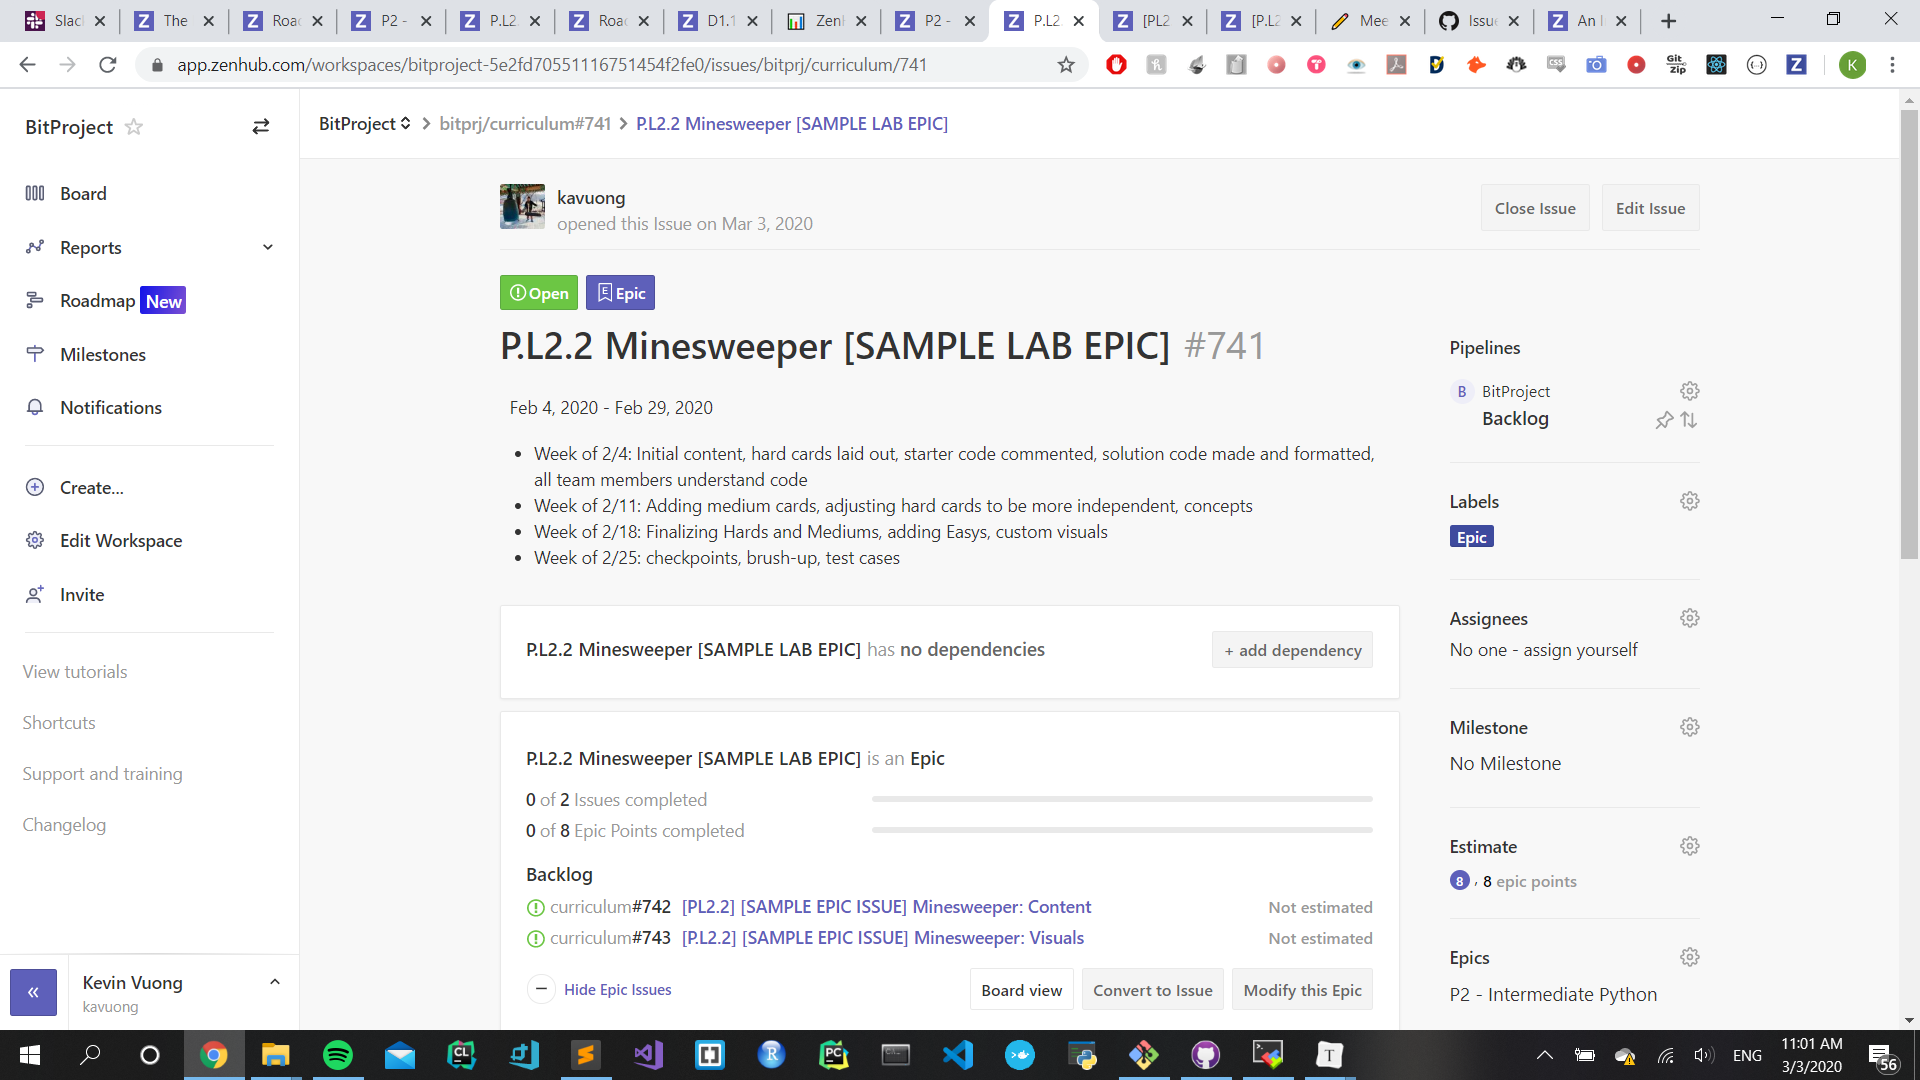 Slack
The
Road
P2 -
P.L2.
Road
D1.1
ZenH
P2 -
P.L2
[PL2
[P.L2
Mee
Issue
An I
app.zenhub.com/workspaces/bitproject-5e2fd70551116751454f2fe0/issues/bitprj/curriculum/741
K
BitProject
BitProject > bitprj/curriculum#741 > P.L2.2 Minesweeper [SAMPLE LAB EPIC]
Board
Reports
Roadmap New
Milestones
Notifications
Create...
Edit Workspace
Invite
View tutorials
Shortcuts
Support and training
Changelog
«
Kevin Vuong
kavuong
kavuong
opened this Issue on Mar 3, 2020
Close Issue
Edit Issue
Open
Epic
P.L2.2 Minesweeper [SAMPLE LAB EPIC] #741
Feb 4, 2020 - Feb 29, 2020
• Week of 2/4: Initial content, hard cards laid out, starter code commented, solution code made and formatted,
all team members understand code
• Week of 2/11: Adding medium cards, adjusting hard cards to be more independent, concepts
• Week of 2/18: Finalizing Hards and Mediums, adding Easys, custom visuals
• Week of 2/25: checkpoints, brush-up, test cases
P.L2.2 Minesweeper [SAMPLE LAB EPIC] has no dependencies
+ add dependency
P.L2.2 Minesweeper [SAMPLE LAB EPIC] is an Epic
0 of 2 Issues completed
0 of 8 Epic Points completed
Backlog
curriculum#742 [PL2.2] [SAMPLE EPIC ISSUE] Minesweeper: Content Not estimated
curriculum#743 [P.L2.2] [SAMPLE EPIC ISSUE] Minesweeper: Visuals Not estimated
Hide Epic Issues
Board view
Convert to Issue
Modify this Epic
Pipelines
B BitProject
Backlog
Labels
Epic
Assignees
No one - assign yourself
Milestone
No Milestone
Estimate
8 , 8 epic points
Epics
P2 - Intermediate Python
ENG
11:01 AM
3/3/2020
56